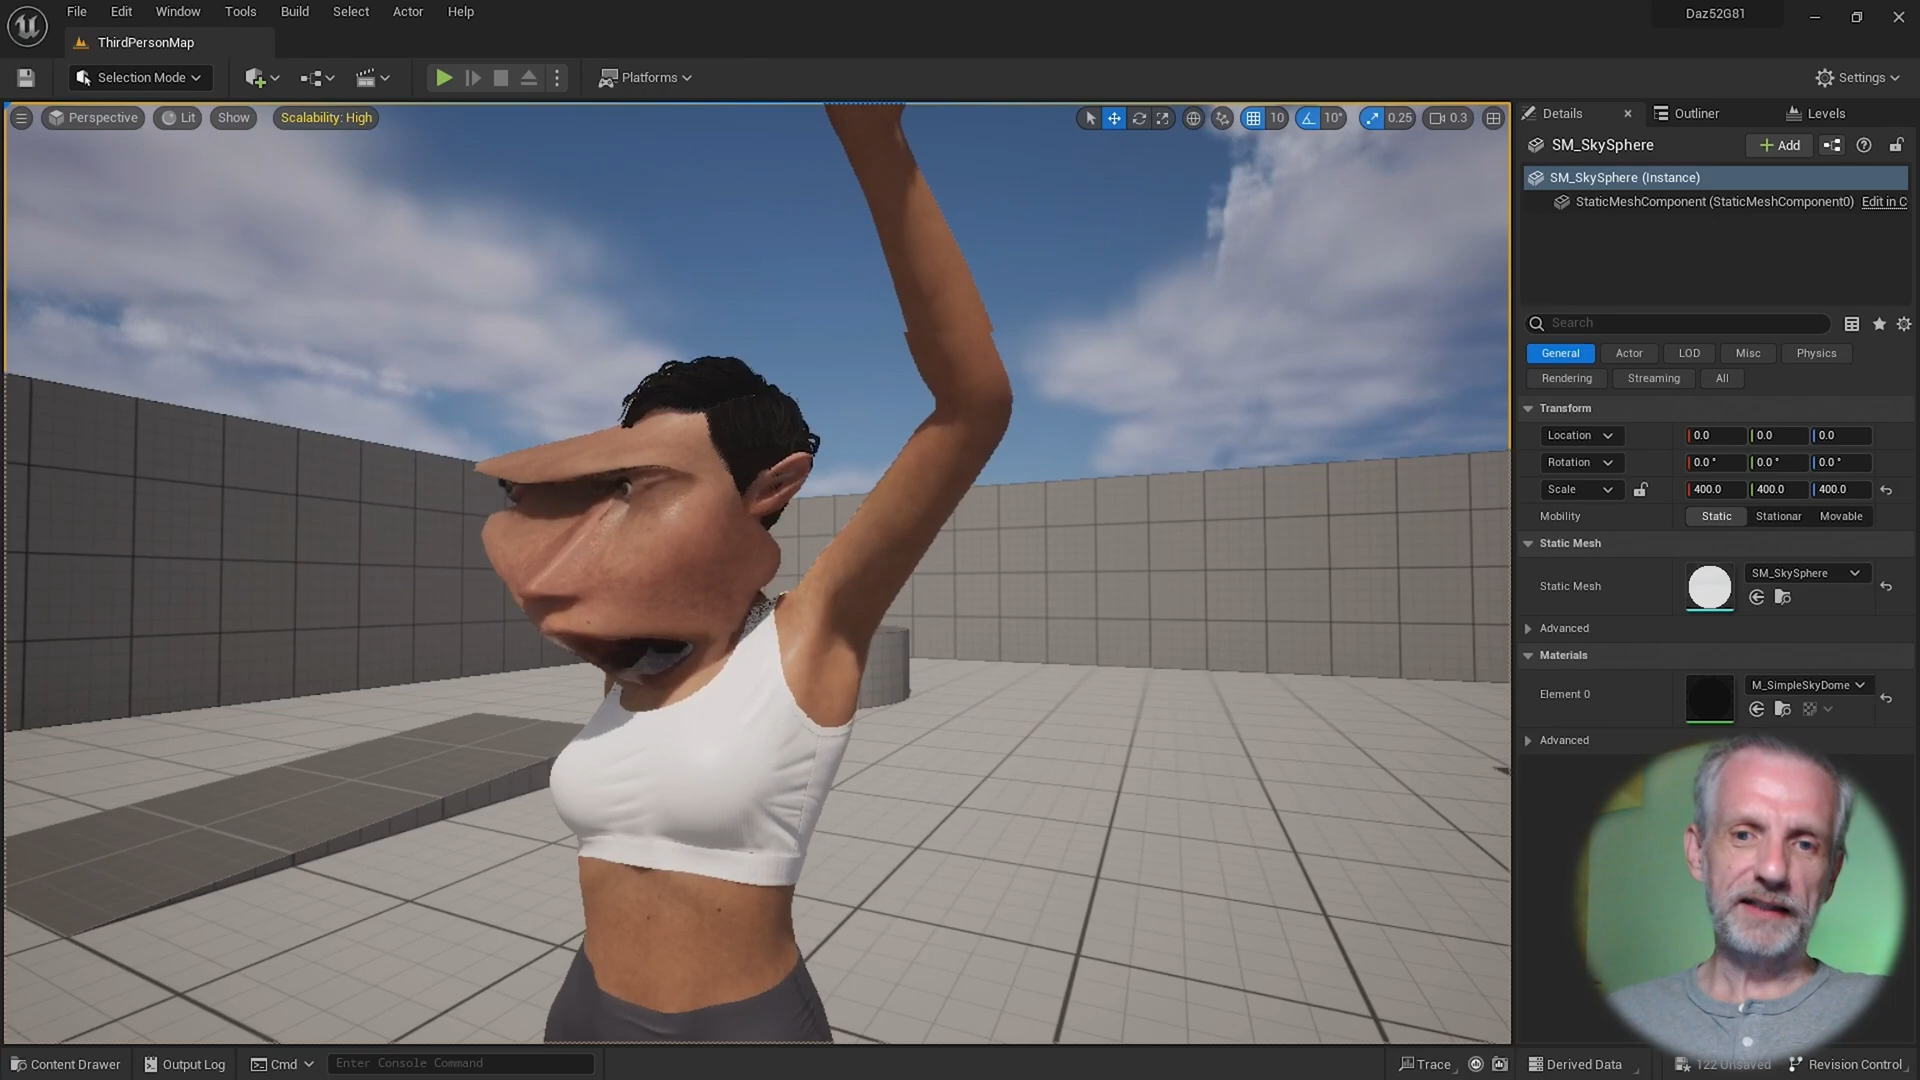 File Edit Window Tools Build Select Actor Help
Daz52G81
ThirdPersonMap
Selection Mode
Platforms
Settings
Perspective Lit Show Scalability: High
10 10° 0.25 0.3
Details Outliner Levels
SM_SkySphere
Add
SM_SkySphere (Instance)
StaticMeshComponent (StaticMeshComponent0) Edit in C
Search
General Actor LOD Misc Physics
Rendering Streaming All
Transform
Location 0.0 0.0 0.0
Rotation 0.0 ° 0.0 ° 0.0 °
Scale 400.0 400.0 400.0
Mobility Static Stationar Movable
Static Mesh
Static Mesh SM_SkySphere
Advanced
Materials
Element 0 M_SimpleSkyDome
Advanced
Content Drawer Output Log Cmd Enter Console Command
Trace Derived Data 122 Unsaved Revision Control